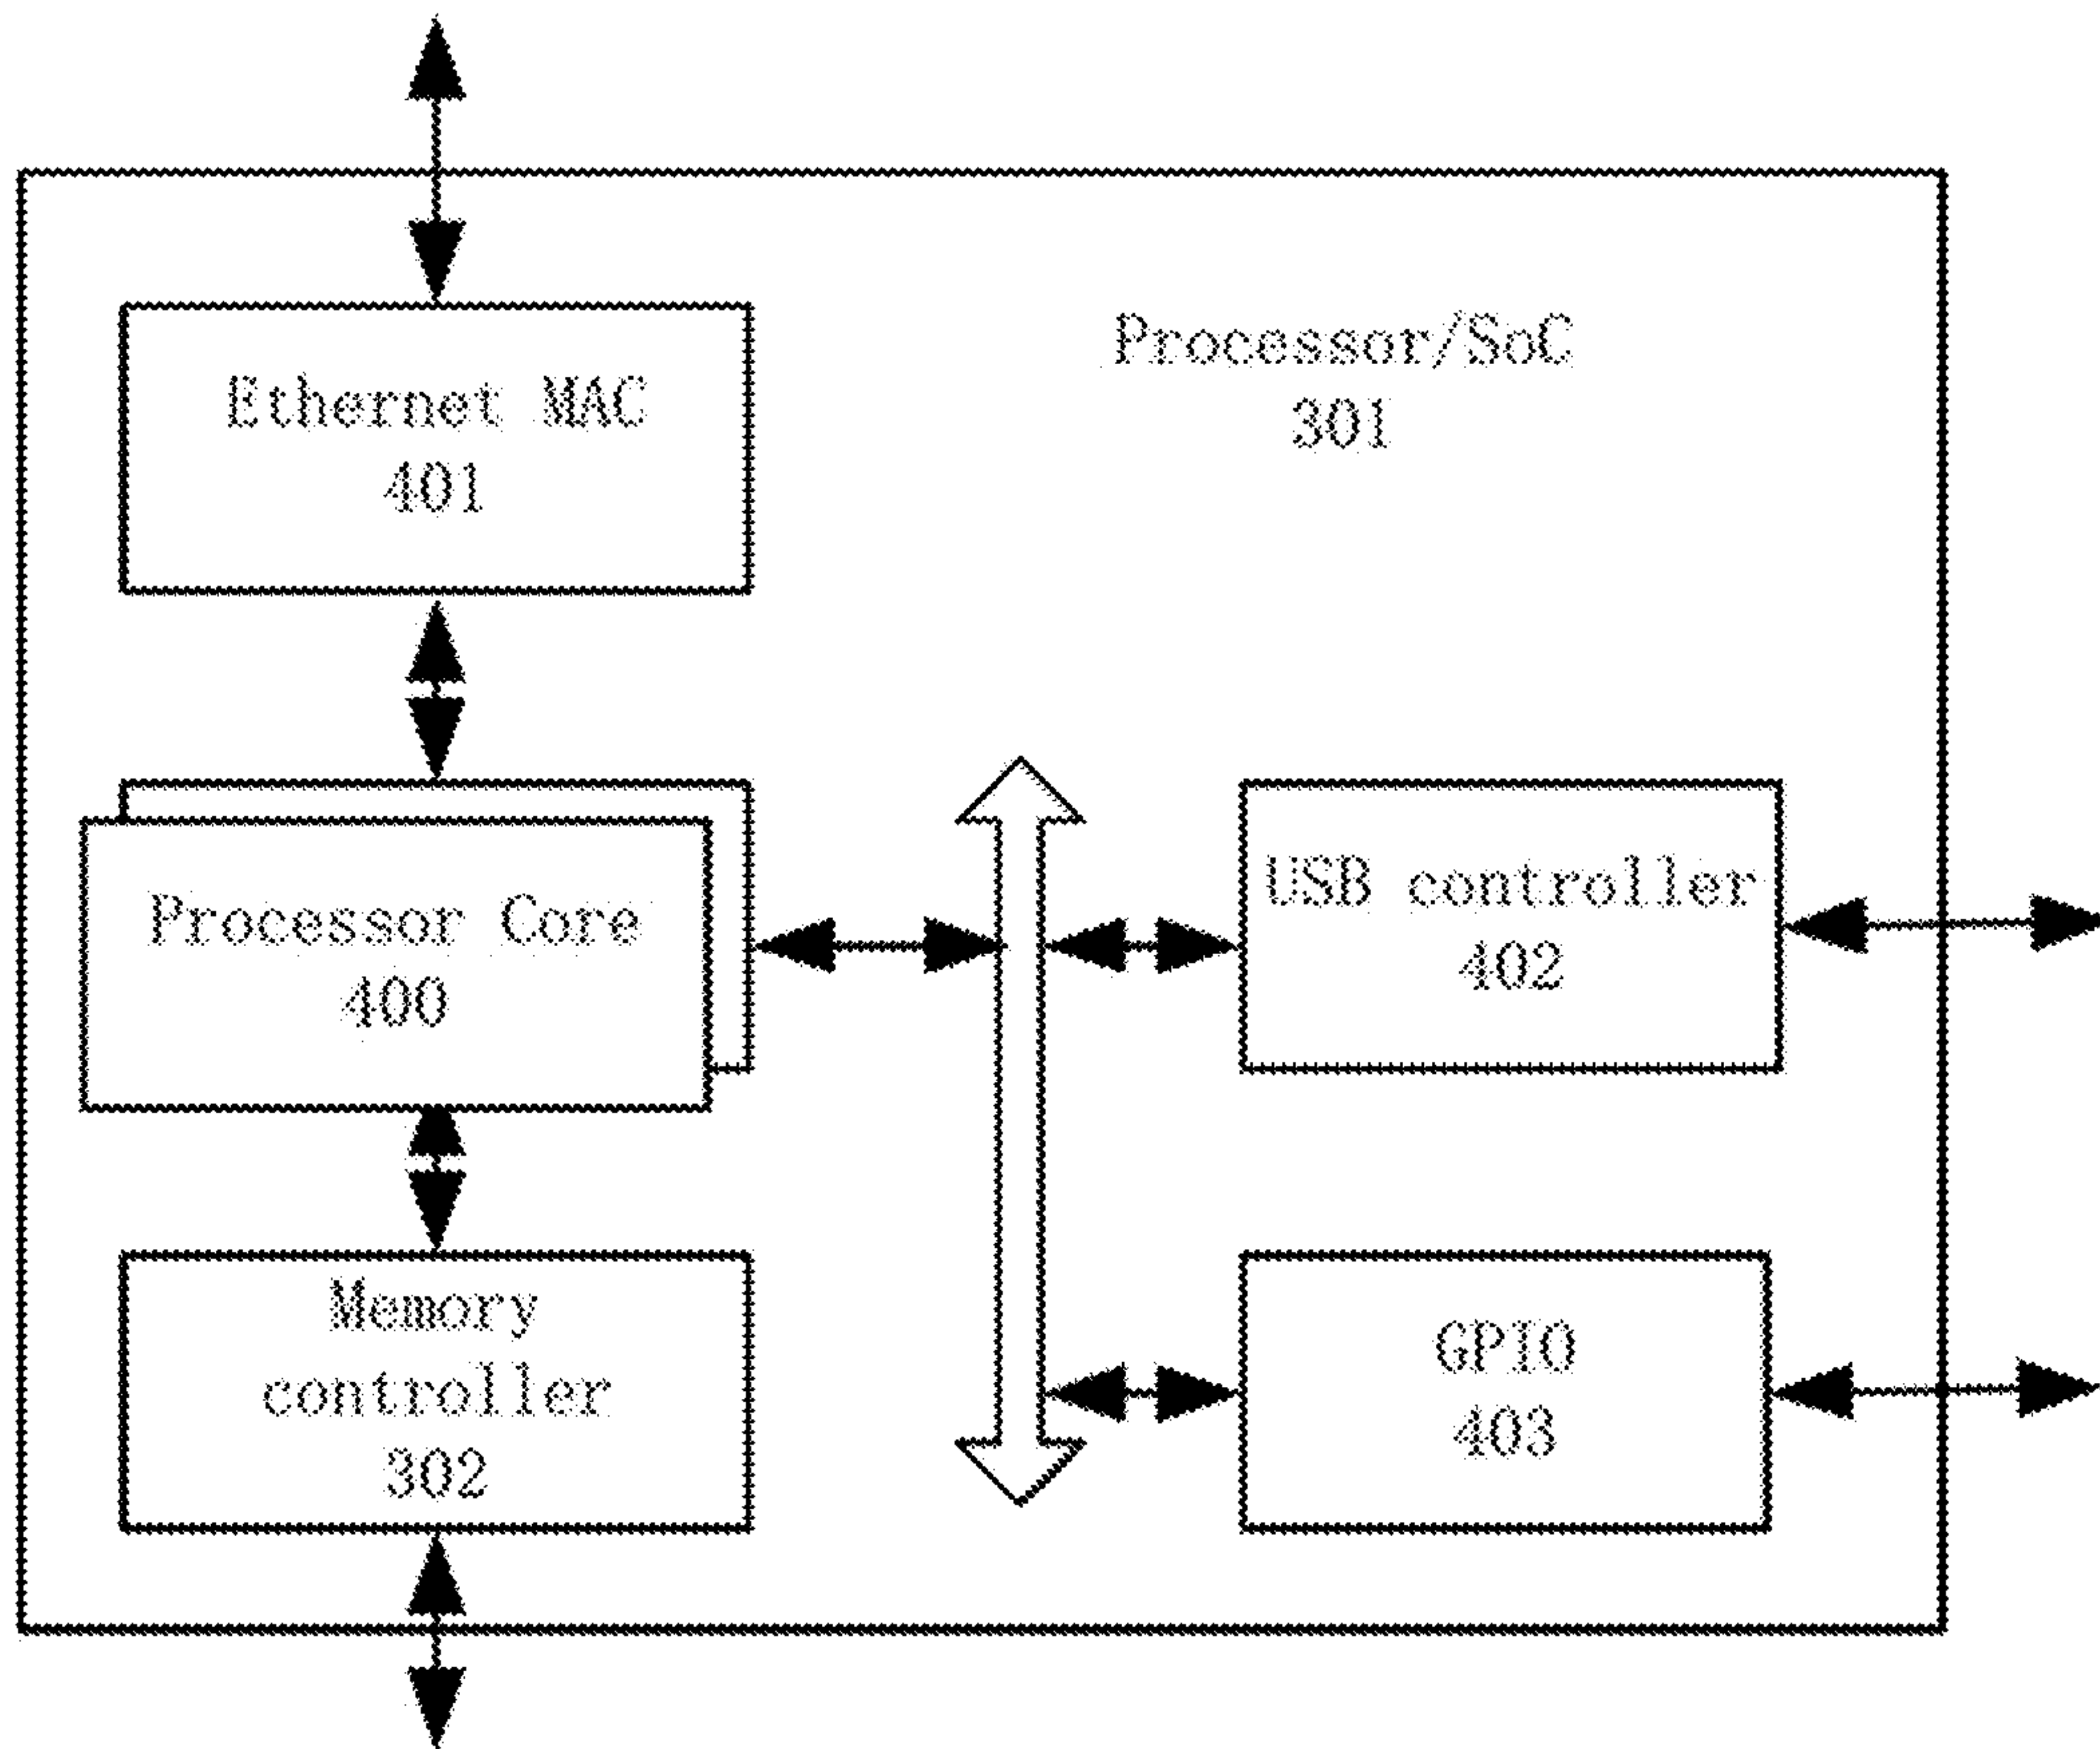 Processor/SoC
301
Ethernet MAC
401
Processor Core
400
USB controller
402
Memory
controller
302
GPIO
403